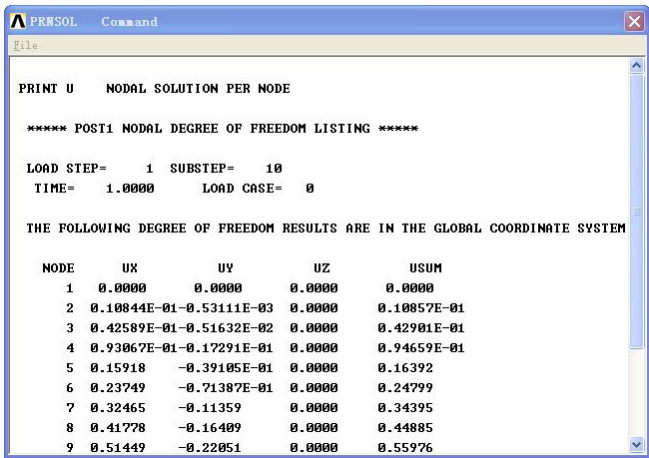 PRNSOL Command
File
PRINT U NODAL SOLUTION PER NODE
***** POST1 NODAL DEGREE OF FREEDOM LISTING *****
LOAD STEP= 1 SUBSTEP= 10
TIME= 1.0000 LOAD CASE= 0
THE FOLLOWING DEGREE OF FREEDOM RESULTS ARE IN THE GLOBAL COORDINATE SYSTEM
NODE UX UY UZ USUM
1 0.0000 0.0000 0.0000 0.0000
2 0.10844E-01-0.53111E-03 0.0000 0.10857E-01
3 0.42589E-01-0.51632E-02 0.0000 0.42901E-01
4 0.93067E-01-0.17291E-01 0.0000 0.94659E-01
5 0.15918 -0.39105E-01 0.0000 0.16392
6 0.23749 -0.71387E-01 0.0000 0.24799
7 0.32465 -0.11359 0.0000 0.34395
8 0.41778 -0.16409 0.0000 0.44885
9 0.51449 -0.22051 0.0000 0.55976